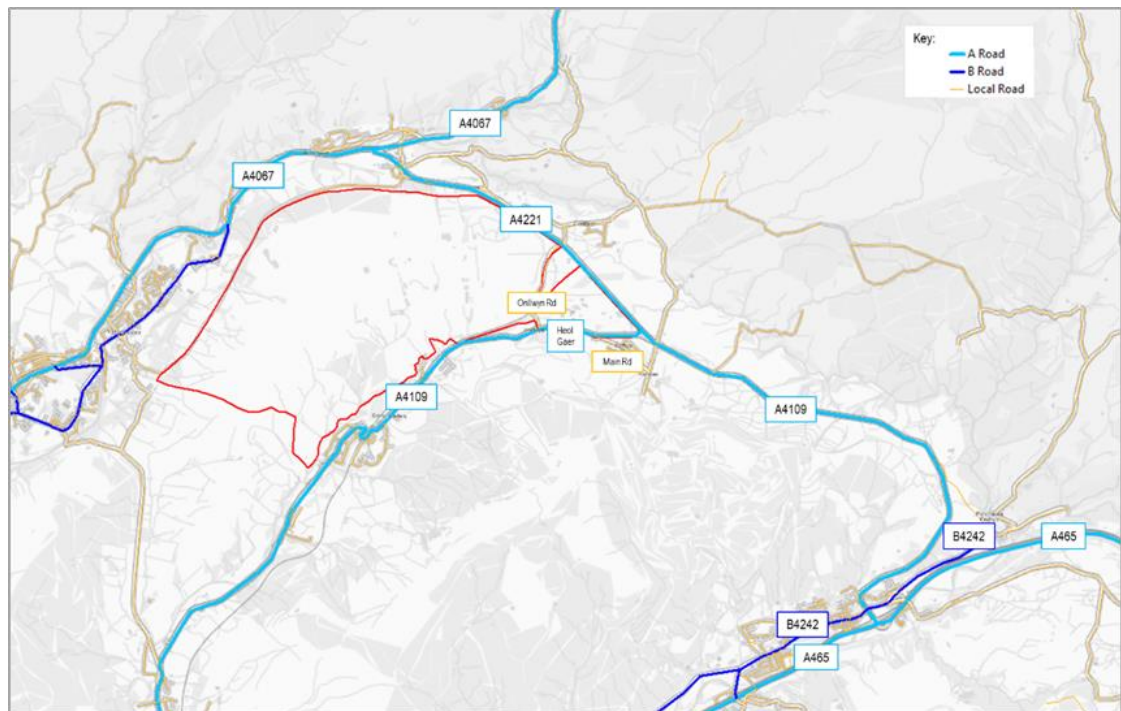 Key:
A Road
B Road
Local Road
A4067
A4067
A4221
Onllwyn Rd
Heol
Gaer
Main Rd
A4109
A4109
B4242
A465
B4242
A465